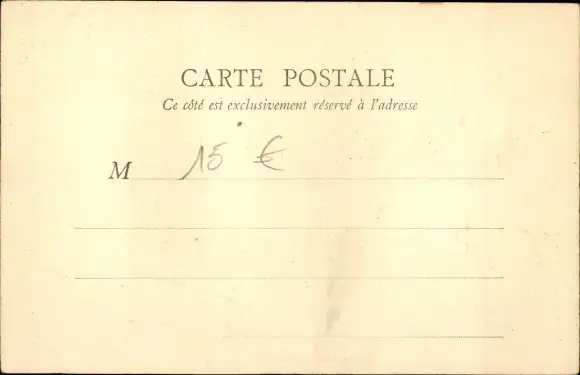 CARTE POSTALE
Ce côté est exclusivement réservé à l'adresse
M 15 €